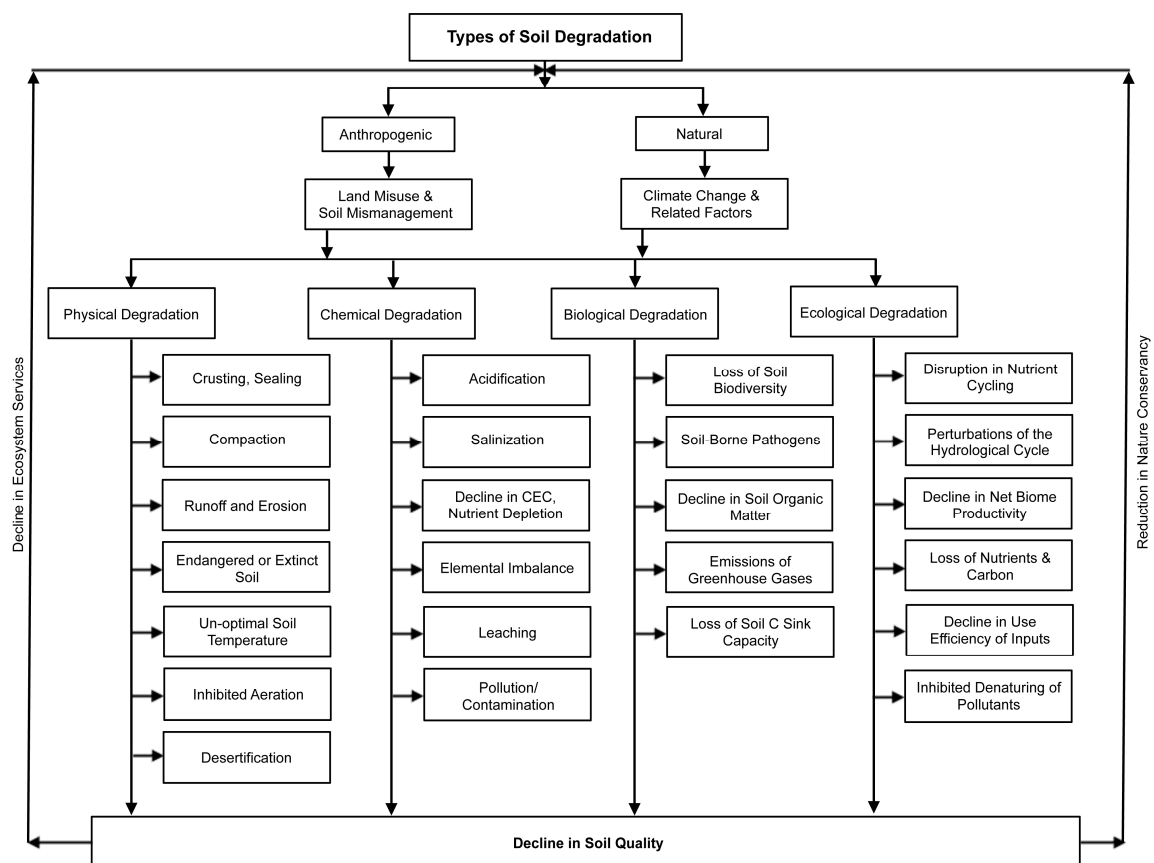 Types of Soil Degradation
Anthropogenic
Natural
Land Misuse &
Soil Mismanagement
Climate Change &
Related Factors
Physical Degradation
Chemical Degradation
Biological Degradation
Ecological Degradation
Crusting, Sealing
Compaction
Runoff and Erosion
Endangered or Extinct
Soil
Un-optimal Soil
Temperature
Inhibited Aeration
Desertification
Acidification
Salinization
Decline in CEC,
Nutrient Depletion
Elemental Imbalance
Leaching
Pollution/
Contamination
Loss of Soil
Biodiversity
Soil-Borne Pathogens
Decline in Soil Organic
Matter
Emissions of
Greenhouse Gases
Loss of Soil C Sink
Capacity
Disruption in Nutrient
Cycling
Perturbations of the
Hydrological Cycle
Decline in Net Biome
Productivity
Loss of Nutrients &
Carbon
Decline in Use
Efficiency of Inputs
Inhibited Denaturing of
Pollutants
Decline in Ecosystem Services
Reduction in Nature Conservancy
Decline in Soil Quality